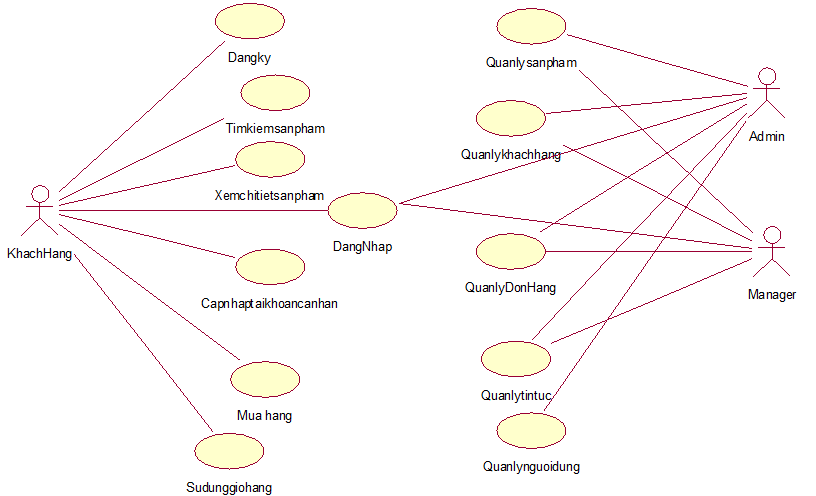 Dangky
Timkiemsanpham
Xemchitietsanpham
KhachHang
DangNhap
Capnhaptaikhoancanhan
Mua hang
Sudunggiohang
Quanlysanpham
Quanlykhachhang
QuanlyDonHang
Quanlytintuc
Quanlynguoidung
Admin
Manager